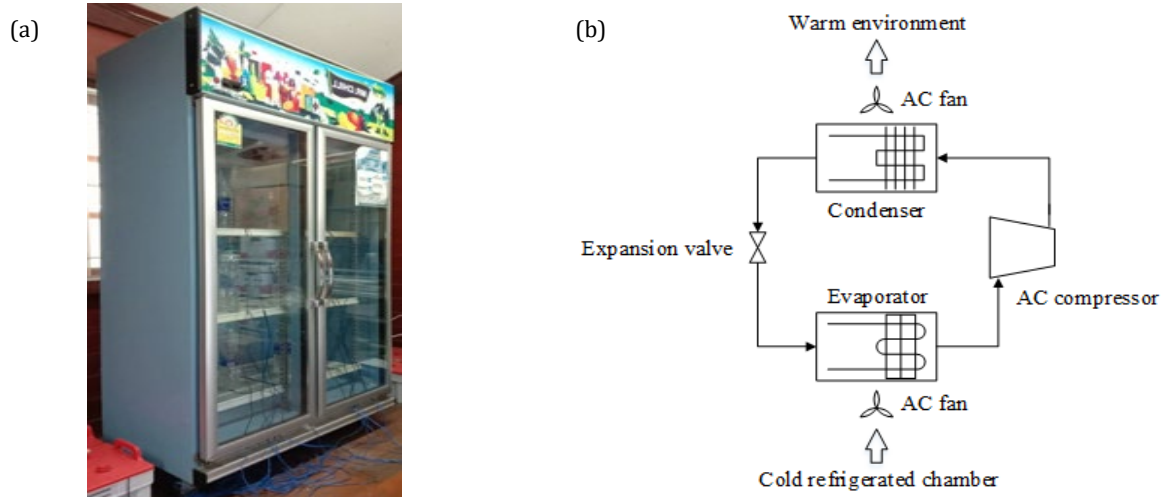 (a)
(b)
Warm environment
AC fan
Condenser
Expansion valve
Evaporator
AC compressor
AC fan
Cold refrigerated chamber